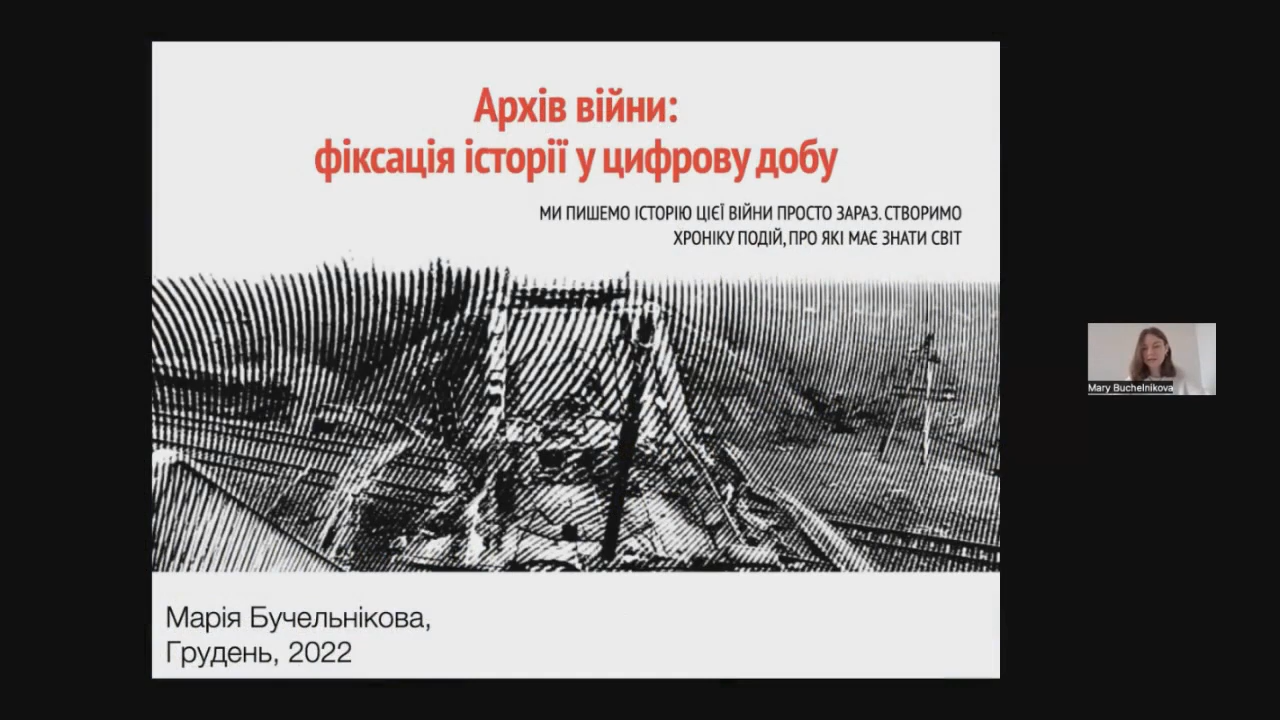 Архів війни:
фіксація історії у цифрову добу
МИ ПИШЕМО ІСТОРІЮ ЦІЄЇ ВІЙНИ ПРОСТО ЗАРАЗ. СТВОРИМО
ХРОНІКУ ПОДІЙ, ПРО ЯКІ МАЄ ЗНАТИ СВІТ
Mary Buchelnikova
Марія Бучельнікова,
Грудень, 2022